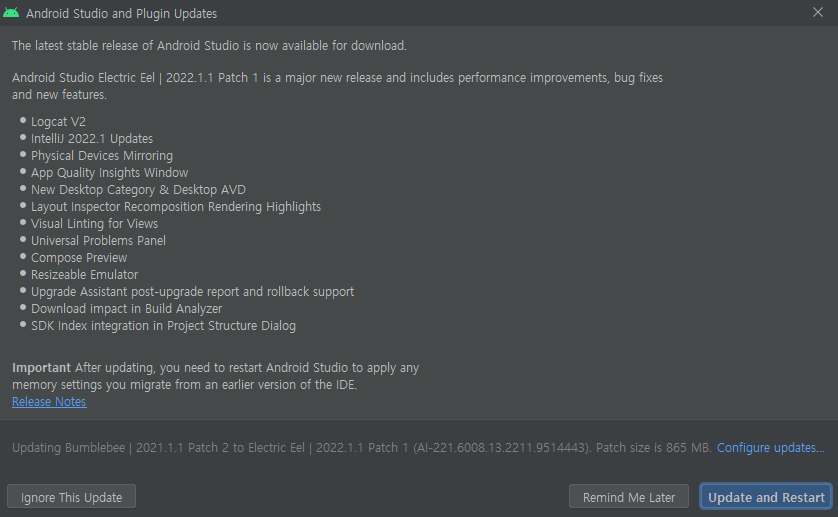 Android Studio and Plugin Updates
The latest stable release of Android Studio is now available for download.
Android Studio Electric Eel | 2022.1.1 Patch 1 is a major new release and includes performance improvements, bug fixes
and new features.
Logcat V2
IntelliJ 2022.1 Updates
Physical Devices Mirroring
App Quality Insights Window
New Desktop Category & Desktop AVD
Layout Inspector Recomposition Rendering Highlights
Visual Linting for Views
Universal Problems Panel
Compose Preview
Resizeable Emulator
Upgrade Assistant post-upgrade report and rollback support
Download impact in Build Analyzer
SDK Index integration in Project Structure Dialog
Important After updating, you need to restart Android Studio to apply any
memory settings you migrate from an earlier version of the IDE.
Release Notes
Updating Bumblebee | 2021.1.1 Patch 2 to Electric Eel | 2022.1.1 Patch 1 (AI-221.6008.13.2211.9514443). Patch size is 865 MB. Configure updates...
Ignore This Update Remind Me Later Update and Restart